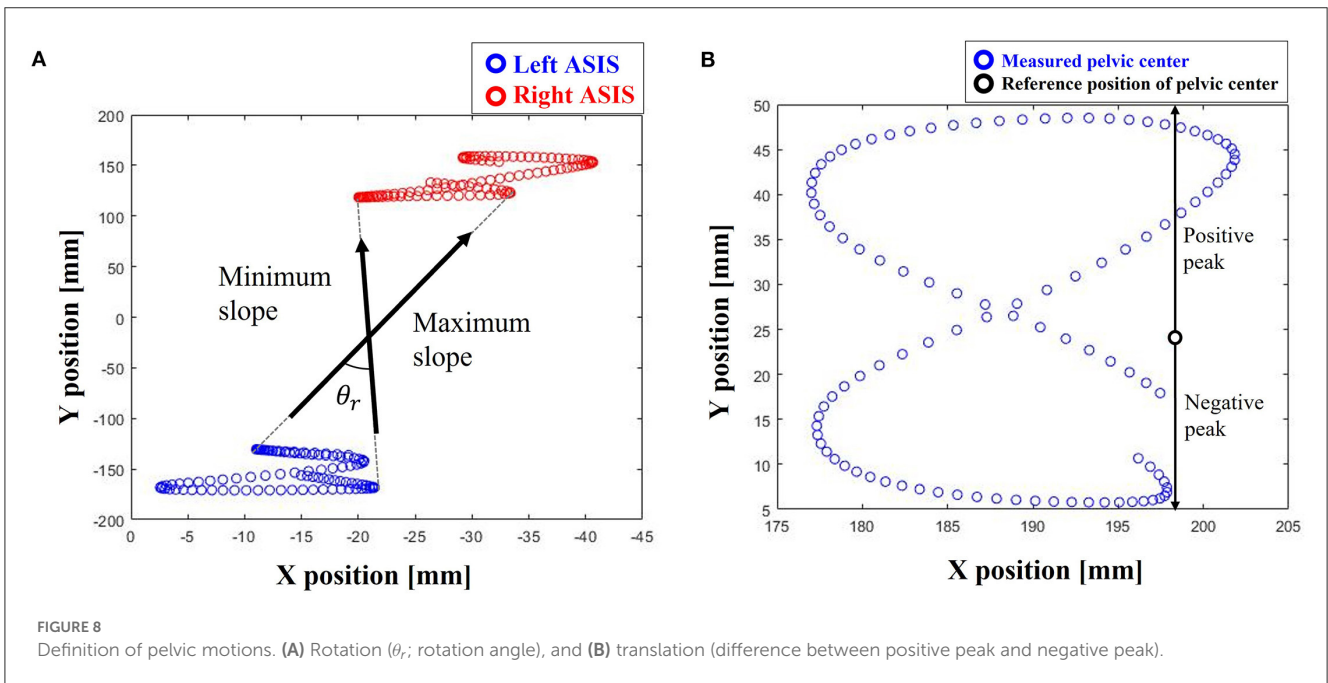 A
Left ASIS
Right ASIS
200
150
100
50
0
-50
-100
-150
-200
Y position [mm]
Minimum
slope
Maximum
slope
θr
0
-5
-10
-15
-20
-25
-30
-35
-40
-45
X position [mm]
B
Measured pelvic center
Reference position of pelvic center
50
45
40
35
30
25
20
15
10
5
Y position [mm]
Positive
peak
Negative
peak
175
180
185
190
195
200
205
X position [mm]
FIGURE 8
Definition of pelvic motions. (A) Rotation (θr; rotation angle), and (B) translation (difference between positive peak and negative peak).